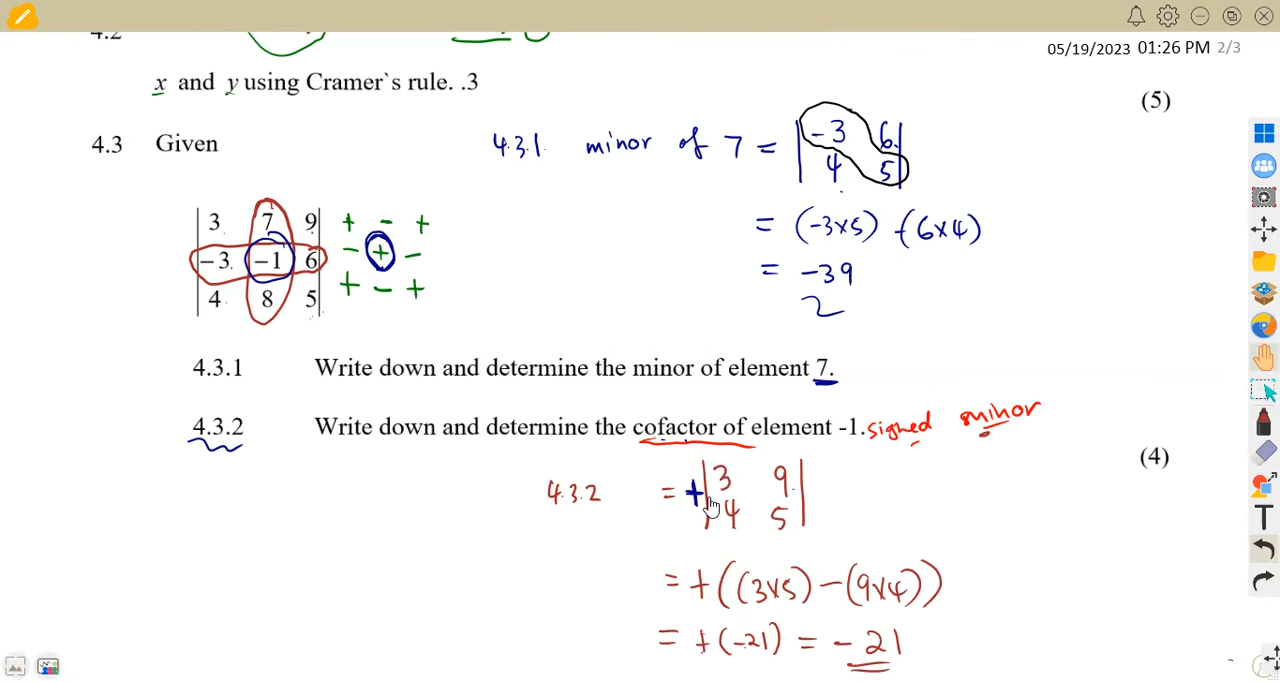 05/19/2023 01:26 PM 2/3
4.2
x and y using Cramer`s rule. .3
(5)
4.3 Given
4.3.1. minor of 7 = | -3 6 |
| 4 5 |
= (-3×5) - (6×4)
= -39
2
3 7 9 + - +
-3 -1 6 - + -
4 8 5 + - +
4.3.1 Write down and determine the minor of element 7.
4.3.2 Write down and determine the cofactor of element -1. signed minor
(4)
4.3.2 = + | 3 9 |
| 4 5 |
= + ((3×5) - (9×4))
= + (-21) = -21